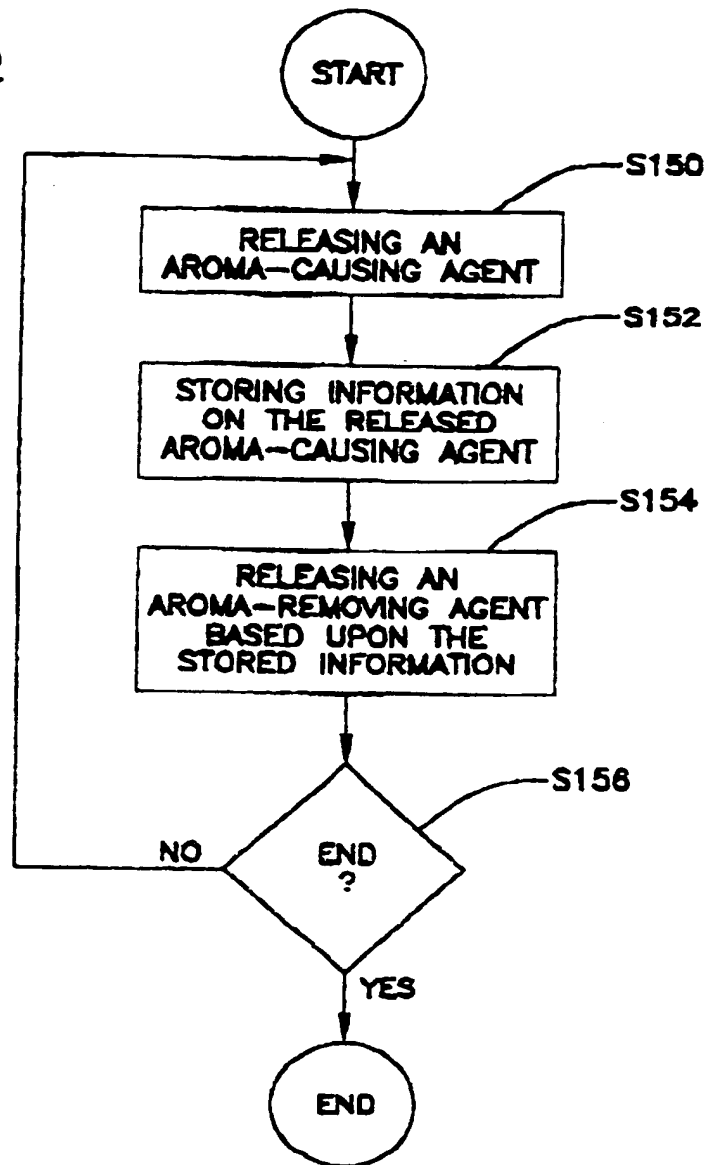 START
S150
RELEASING AN
AROMA-CAUSING AGENT
S152
STORING INFORMATION
ON THE RELEASED
AROMA-CAUSING AGENT
S154
RELEASING AN
AROMA-REMOVING AGENT
BASED UPON THE
STORED INFORMATION
S156
NO
END
?
YES
END